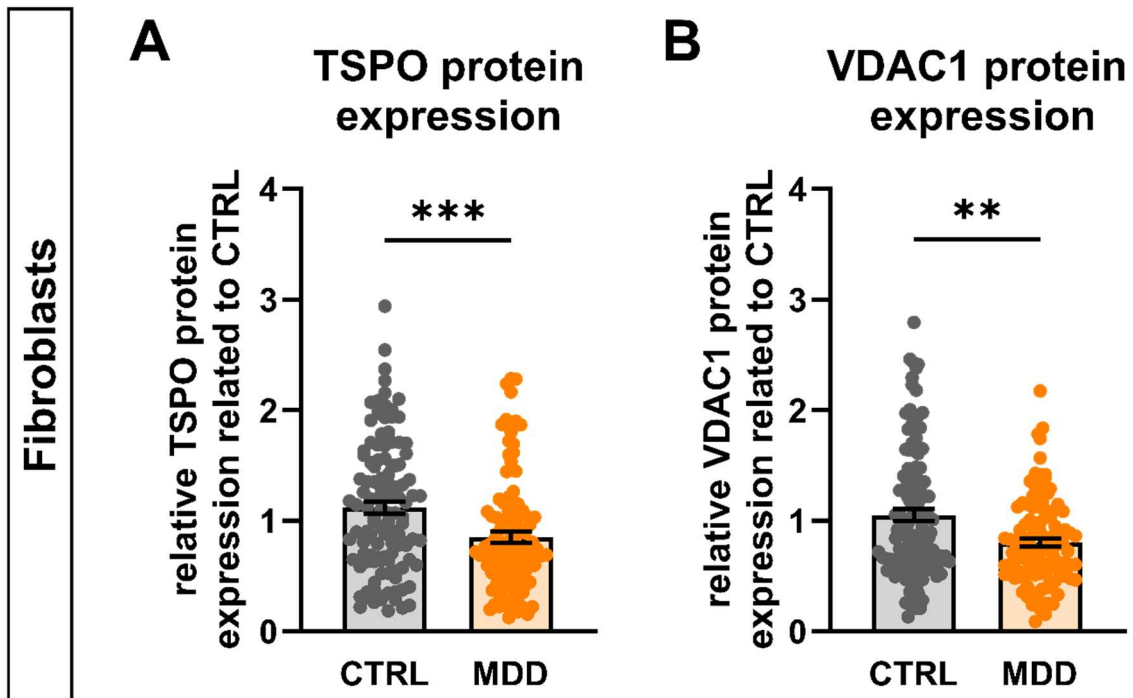 Fibroblasts
A
TSPO protein
expression
relative TSPO protein
expression related to CTRL
4
3
2
1
0
***
CTRL MDD
B
VDAC1 protein
expression
relative VDAC1 protein
expression related to CTRL
4
3
2
1
0
**
CTRL MDD